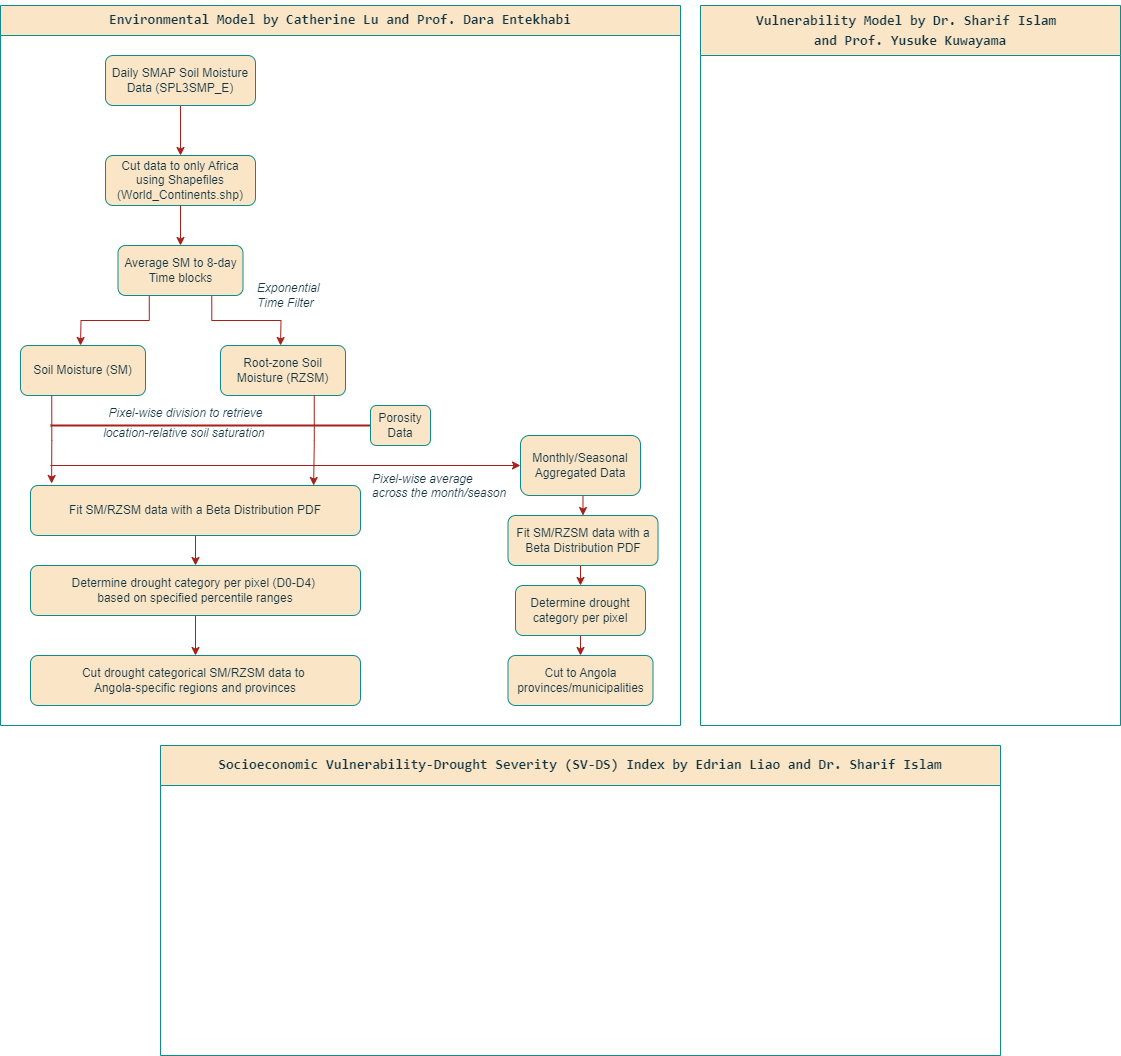 Environmental Model by Catherine Lu and Prof. Dara Entekhabi
Daily SMAP Soil Moisture
Data (SPL3SMP_E)
Cut data to only Africa
using Shapefiles
(World_Continents.shp)
Average SM to 8-day
Time blocks
Exponential
Time Filter
Soil Moisture (SM)
Root-zone Soil
Moisture (RZSM)
Pixel-wise division to retrieve
location-relative soil saturation
Porosity
Data
Pixel-wise average
across the month/season
Monthly/Seasonal
Aggregated Data
Fit SM/RZSM data with a Beta Distribution PDF
Fit SM/RZSM data with a
Beta Distribution PDF
Determine drought category per pixel (D0-D4)
based on specified percentile ranges
Determine drought
category per pixel
Cut drought categorical SM/RZSM data to
Angola-specific regions and provinces
Cut to Angola
provinces/municipalities
Vulnerability Model by Dr. Sharif Islam
and Prof. Yusuke Kuwayama
Socioeconomic Vulnerability-Drought Severity (SV-DS) Index by Edrian Liao and Dr. Sharif Islam